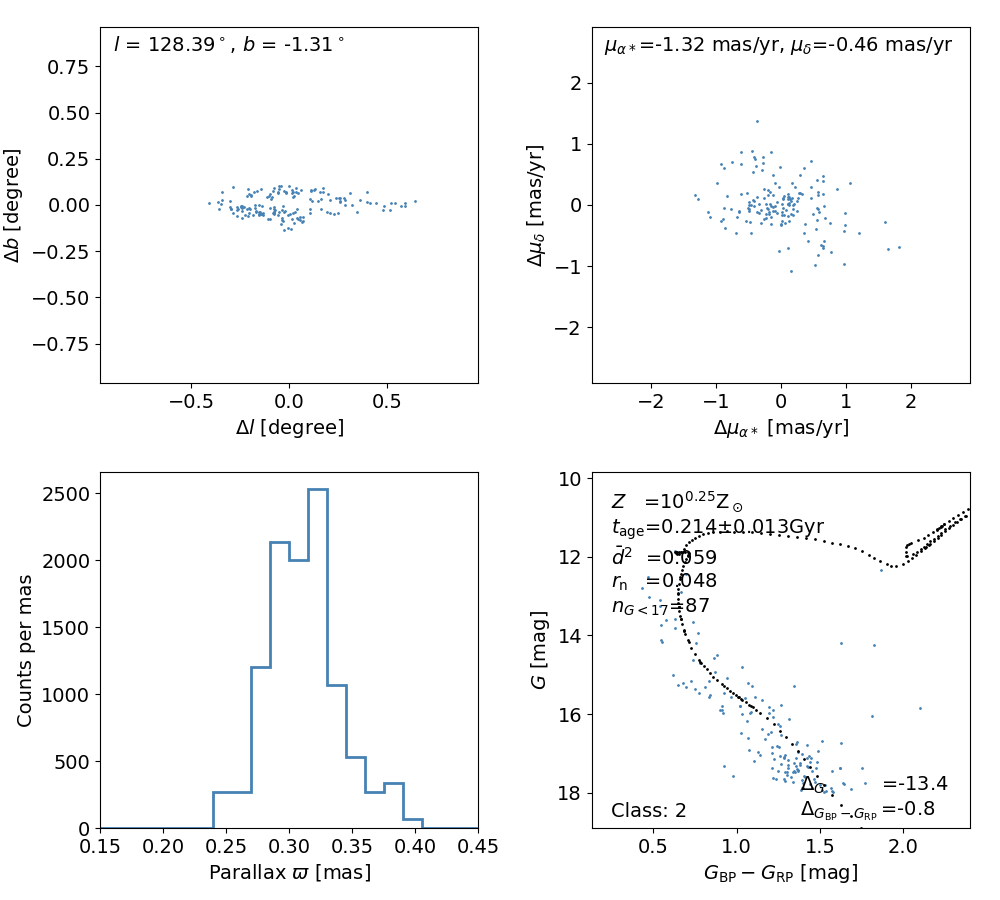 l = 128.39°, b = -1.31°
0.75
0.50
0.25
0.00
−0.25
−0.50
−0.75
Δb [degree]
−0.5 0.0 0.5
Δl [degree]
μα∗=-1.32 mas/yr, μδ=-0.46 mas/yr
2
1
0
−1
−2
Δμδ [mas/yr]
−2 −1 0 1 2
Δμα∗ [mas/yr]
2500
2000
1500
1000
500
0
Counts per mas
0.15 0.20 0.25 0.30 0.35 0.40 0.45
Parallax ϖ [mas]
10
12
14
16
18
G [mag]
Z =10^0.25 Z⊙
t_age=0.214±0.013Gyr
d̄² =0.059
r_n =0.048
n_G<17=87
Δ_G =-13.4
Class: 2 Δ_G_BP−G_RP =-0.8
0.5 1.0 1.5 2.0
G_BP − G_RP [mag]